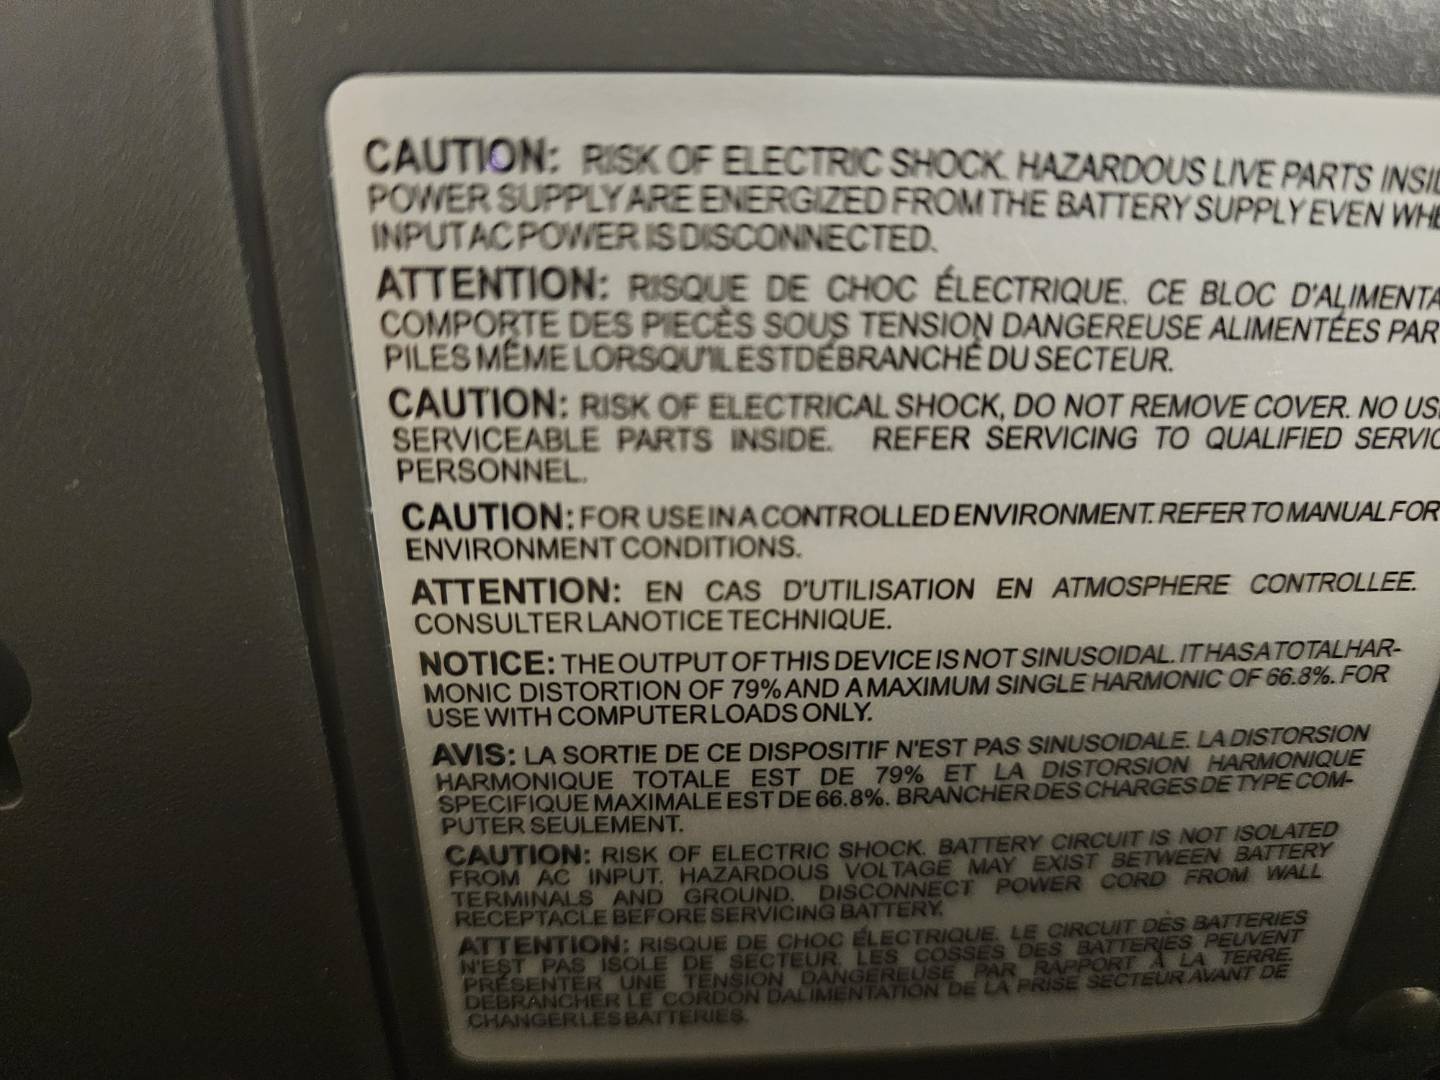 CAUTION: RISK OF ELECTRIC SHOCK. HAZARDOUS LIVE PARTS
POWER SUPPLY ARE ENERGIZED FROM THE BATTERY SUPPLY EVEN
INPUT AC POWER IS DISCONNECTED.
ATTENTION: RISQUE DE CHOC ÉLECTRIQUE. CE BLOC
COMPORTE DES PIECÈS SOUS TENSION DANGEREUSE ALIMENTÉES PAR
PILES MÊME LORSQU'IL EST DÉBRANCHÉ DU SECTEUR.
CAUTION: RISK OF ELECTRICAL SHOCK, DO NOT REMOVE COVER. NO
SERVICEABLE PARTS INSIDE. REFER SERVICING TO QUALIFIED
PERSONNEL.
CAUTION: FOR USE IN A CONTROLLED ENVIRONMENT. REFER TO MANUAL FOR
ENVIRONMENT CONDITIONS.
ATTENTION: EN CAS D'UTILISATION EN ATMOSPHERE CONTROLLEE.
CONSULTER LA NOTICE TECHNIQUE.
NOTICE: THE OUTPUT OF THIS DEVICE IS NOT SINUSOIDAL. IT HAS A TOTAL HAR-
MONIC DISTORTION OF 79% AND A MAXIMUM SINGLE HARMONIC OF 66.8%. FOR
USE WITH COMPUTER LOADS ONLY.
AVIS: LA SORTIE DE CE DISPOSITIF N'EST PAS SINUSOIDALE. LA DISTORSION
HARMONIQUE TOTALE EST DE 79% ET LA DISTORSION HARMONIQUE
SPECIFIQUE MAXIMALE EST DE 66.8%. BRANCHER DES CHARGES DE TYPE COM-
PUTER SEULEMENT.
CAUTION: RISK OF ELECTRIC SHOCK. BATTERY CIRCUIT IS NOT ISOLATED
FROM AC INPUT. HAZARDOUS VOLTAGE MAY EXIST BETWEEN BATTERY
TERMINALS AND GROUND. DISCONNECT POWER CORD FROM WALL
RECEPTACLE BEFORE SERVICING BATTERY.
ATTENTION: RISQUE DE CHOC ÉLECTRIQUE. LE CIRCUIT DÈS BATTERIES
N'EST PAS ISOLE DE SECTEUR. LES COSSES DES BATTERIES PEUVENT
PRÉSENTER UNE TENSION DANGEREUSE PAR RAPPORT À LA TERRE.
DÉBRANCHER LE CORDON DALIMENTATION DE LA PRISE SECTEUR AVANT DE
CHANGER LES BATTERIES.